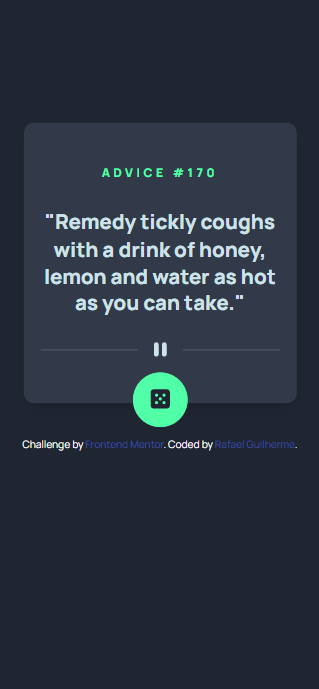 ADVICE #170
"Remedy tickly coughs
with a drink of honey,
lemon and water as hot
as you can take."
Challenge by Frontend Mentor. Coded by Rafael Guilherme.